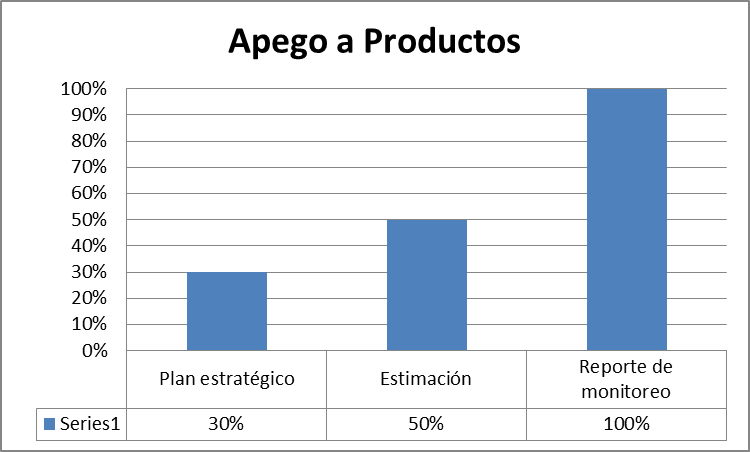 Apego a Productos
100%
90%
80%
70%
60%
50%
40%
30%
20%
10%
0%
Plan estratégico
Estimación
Reporte de
monitoreo
Series1
30%
50%
100%